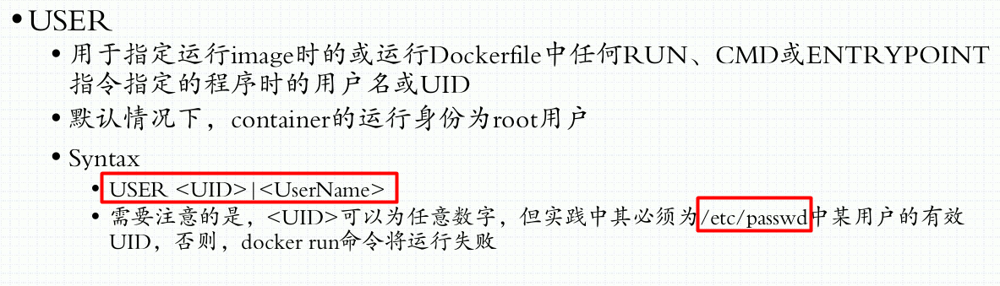 •USER
• 用于指定运行image时的或运行Dockerfile中任何RUN、CMD或ENTRYPOINT
指令指定的程序时的用户名或UID
• 默认情况下，container的运行身份为root用户
• Syntax
• USER <UID>|<UserName>
• 需要注意的是，<UID>可以为任意数字，但实践中其必须为/etc/passwd中某用户的有效
UID，否则，docker run命令将运行失败